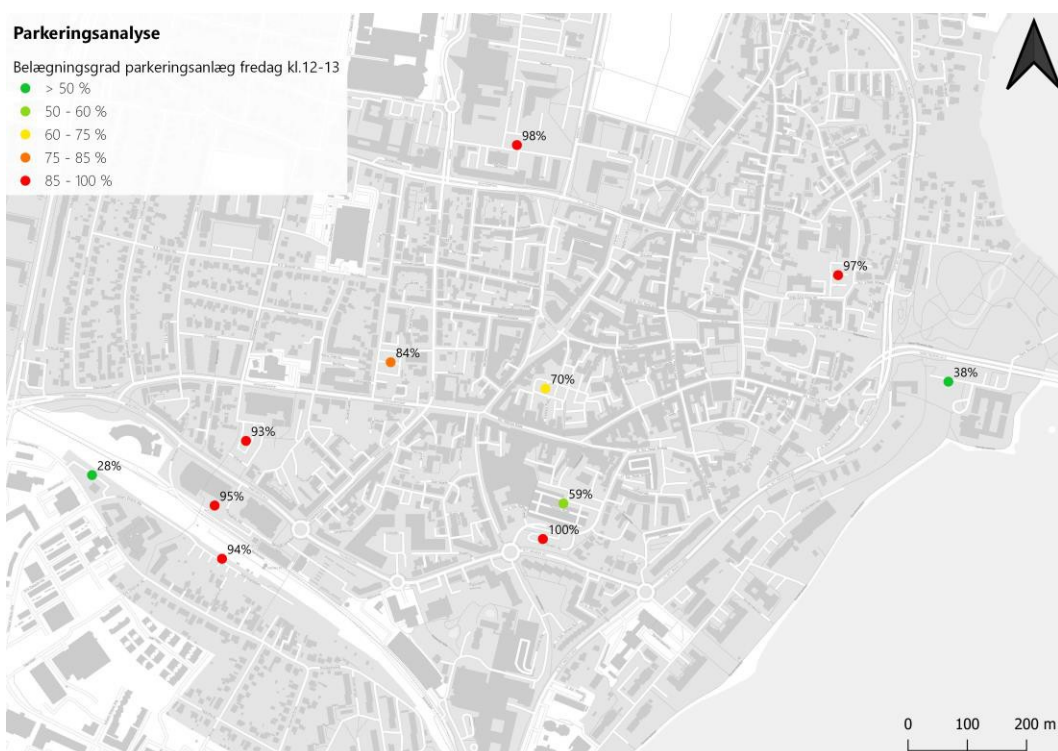 Parkeringsanalyse
Belægningsgrad parkeringsanlæg fredag kl.12-13
> 50 %
50 - 60 %
60 - 75 %
75 - 85 %
85 - 100 %
98%
97%
84%
38%
70%
93%
28%
59%
95%
100%
94%
0 100 200 m